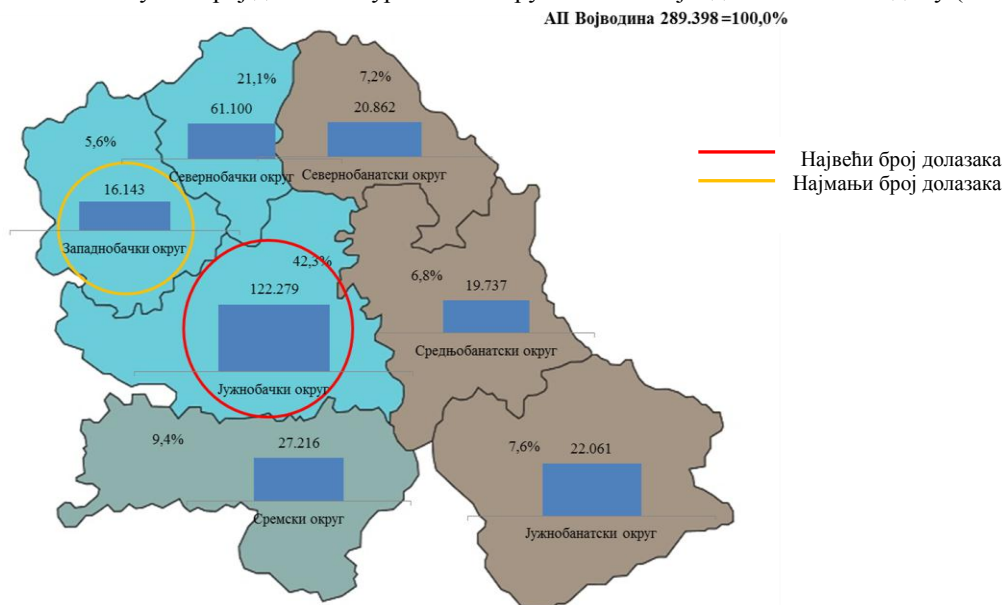 АП Војводина 289.398=100,0%
21,1%
61.100
Севернобачки округ
7,2%
20.862
Севернобанатски округ
5,6%
16.143
Западнобачки округ
Највећи број долазака
Најмањи број долазака
42,3%
122.279
Јужнобачки округ
6,8%
19.737
Средњобанатски округ
9,4%
27.216
Сремски округ
7,6%
22.061
Јужнобанатски округ